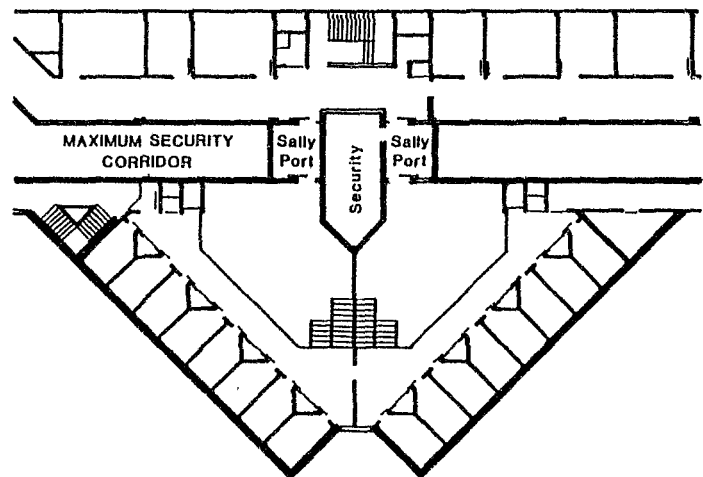 MAXIMUM SECURITY
CORRIDOR
Sally
Port
Security
Sally
Port